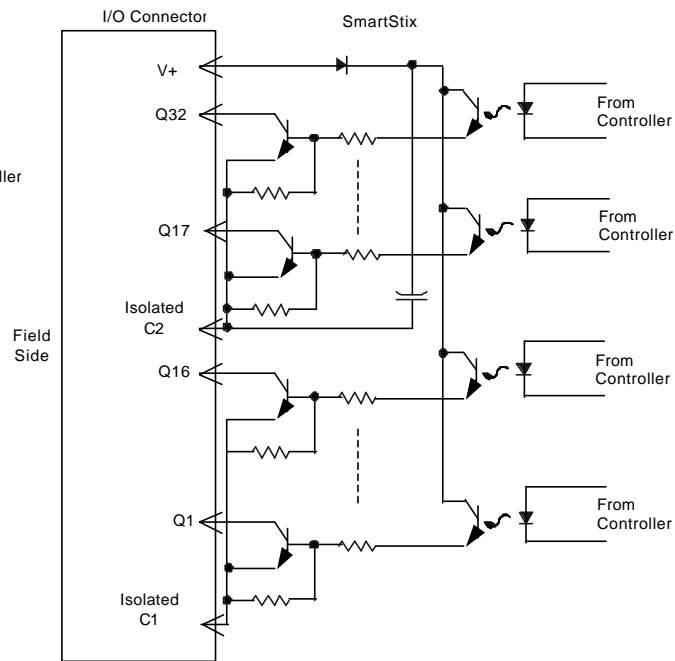 I/O Connector
SmartStix
V+
Q32
From
Controller
ller
Q17
From
Controller
Isolated
C2
Field
Side
Q16
From
Controller
Q1
From
Controller
Isolated
C1